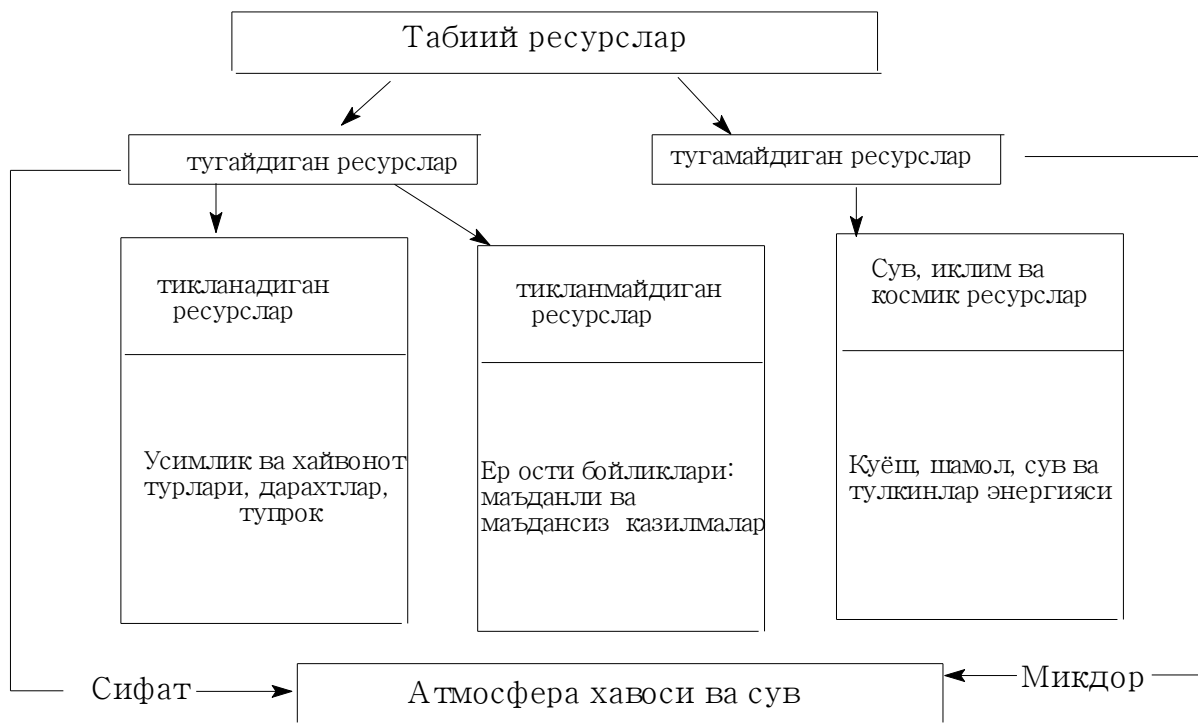 Табиий ресурслар
тугайдиган ресурслар
тугамайдиган ресурслар
тикланадиган
ресурслар
тикланмайдиган
ресурслар
Сув, иклим ва
космик ресурслар
Усимлик ва хайвонот
турлари, дарахтлар,
тупрок
Ер ости бойликлари:
маъданли ва
маъдансиз казилмалар
Қуёш, шамол, сув ва
тулкинлар энергияси
Сифат
Атмосфера хавоси ва сув
Микдор